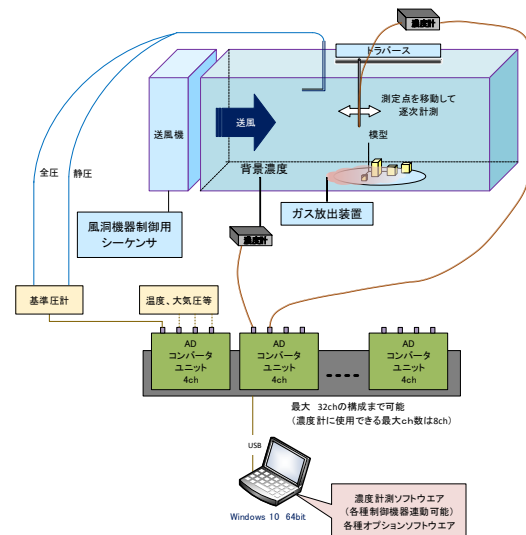 濃度計
トラバース
測定点を移動して
逐次計測
模型
送風機
送風
全圧
静圧
背景濃度
風洞機器制御用
シーケンサ
ガス放出装置
濃度計
基準圧計
温度、大気圧等
AD
コンバータ
ユニット
4ch
AD
コンバータ
ユニット
4ch
AD
コンバータ
ユニット
4ch
最大 32chの構成まで可能
（濃度計に使用できる最大ch数は8ch）
USB
Windows 10 64bit
濃度計測ソフトウエア
（各種制御機器連動可能）
各種オプションソフトウエア